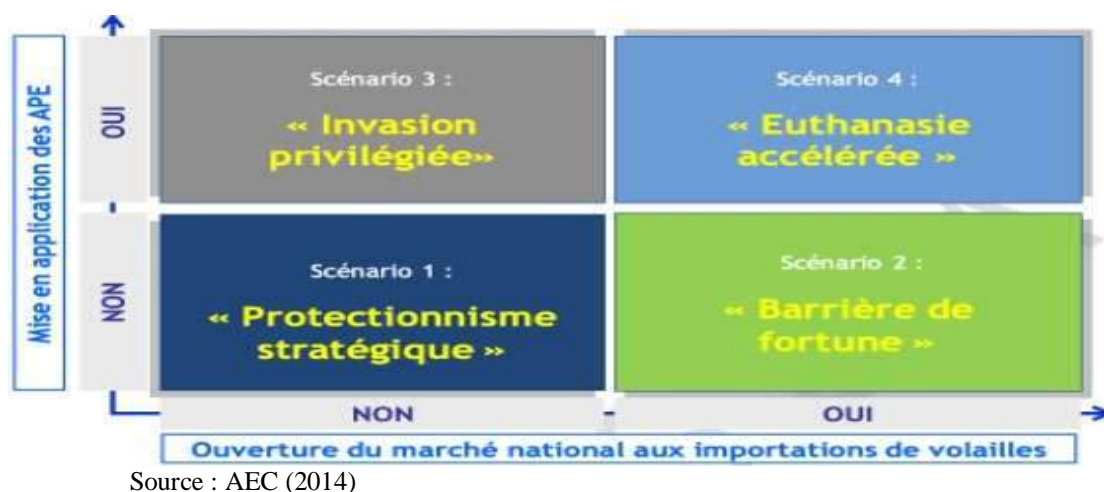 Mise en application des APE
OUI
NON
Scénario 3 :
« Invasion
privilégiée»
Scénario 4 :
« Euthanasie
accélérée »
Scénario 1 :
« Protectionnisme
stratégique »
Scénario 2 :
« Barrière de
fortune »
NON
OUI
Ouverture du marché national aux importations de volailles
Source : AEC (2014)